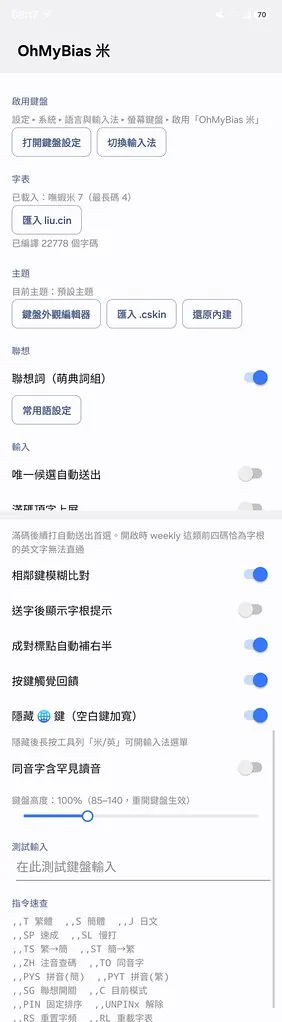 70
OhMyBias 米
啟用鍵盤
設定 ▸ 系統 ▸ 語言與輸入法 ▸ 螢幕鍵盤 ▸ 啟用「OhMyBias 米」
打開鍵盤設定 切換輸入法
字表
已載入：嘸蝦米 7（最長碼 4）
匯入 liu.cin
已編譯 22778 個字碼
主題
目前主題：預設主題
鍵盤外觀編輯器 匯入 .cskin 還原內建
聯想
聯想詞（萌典詞組）
常用語設定
輸入
唯一候選自動送出
滿碼頂字上屏
滿碼後續打自動送出首選。開啟時 weekly 這類前四碼恰為字根
的英文字無法直通
相鄰鍵模糊比對
送字後顯示字根提示
成對標點自動補右半
按鍵觸覺回饋
隱藏 🌐 鍵（空白鍵加寬）
隱藏後長按工具列「米/英」可開輸入法選單
同音字含罕見讀音
鍵盤高度：100%（85–140，重開鍵盤生效）
測試輸入
在此測試鍵盤輸入
指令速查
,,T 繁體 ,,S 簡體 ,,J 日文
,,SP 速成 ,,SL 慢打
,,TS 繁→簡 ,,ST 簡→繁
,,ZH 注音查碼 ,,TO 同音字
,,PYS 拼音(簡) ,,PYT 拼音(繁)
,,SG 聯想開關 ,,C 目前模式
,,PIN 固定排序 ,,UNPINx 解除
,,RS 重置字頻 ,,RL 重載字表